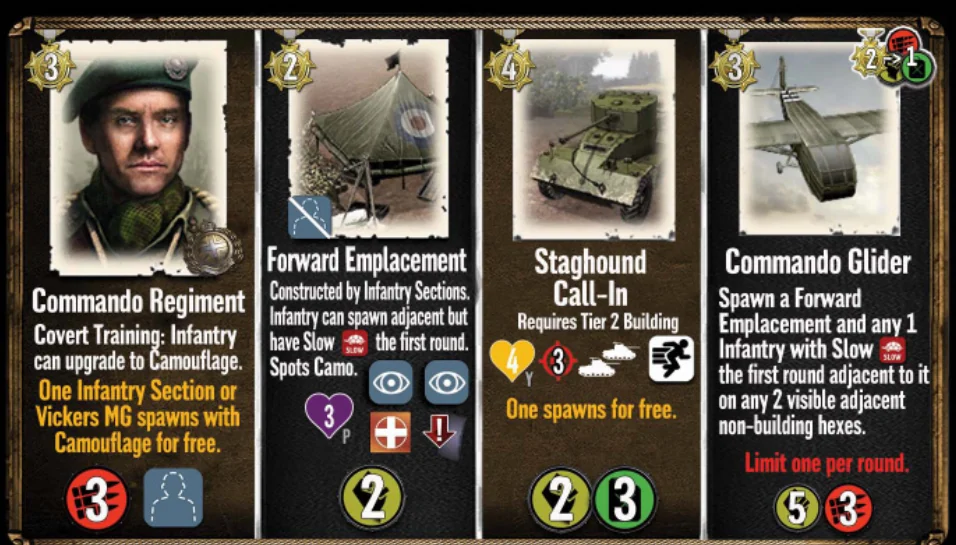 3
Commando Regiment
Covert Training: Infantry
can upgrade to Camouflage.
One Infantry Section or
Vickers MG spawns with
Camouflage for free.
3
2
Forward Emplacement
Constructed by Infantry Sections.
Infantry can spawn adjacent but
have Slow SLOW the first round.
Spots Camo.
3 P
2
4
Staghound
Call-In
Requires Tier 2 Building
4 Y 3
One spawns for free.
2 3
3
2 1
Commando Glider
Spawn a Forward
Emplacement and any 1
Infantry with Slow SLOW
the first round adjacent to it
on any 2 visible adjacent
non-building hexes.
Limit one per round.
5 3